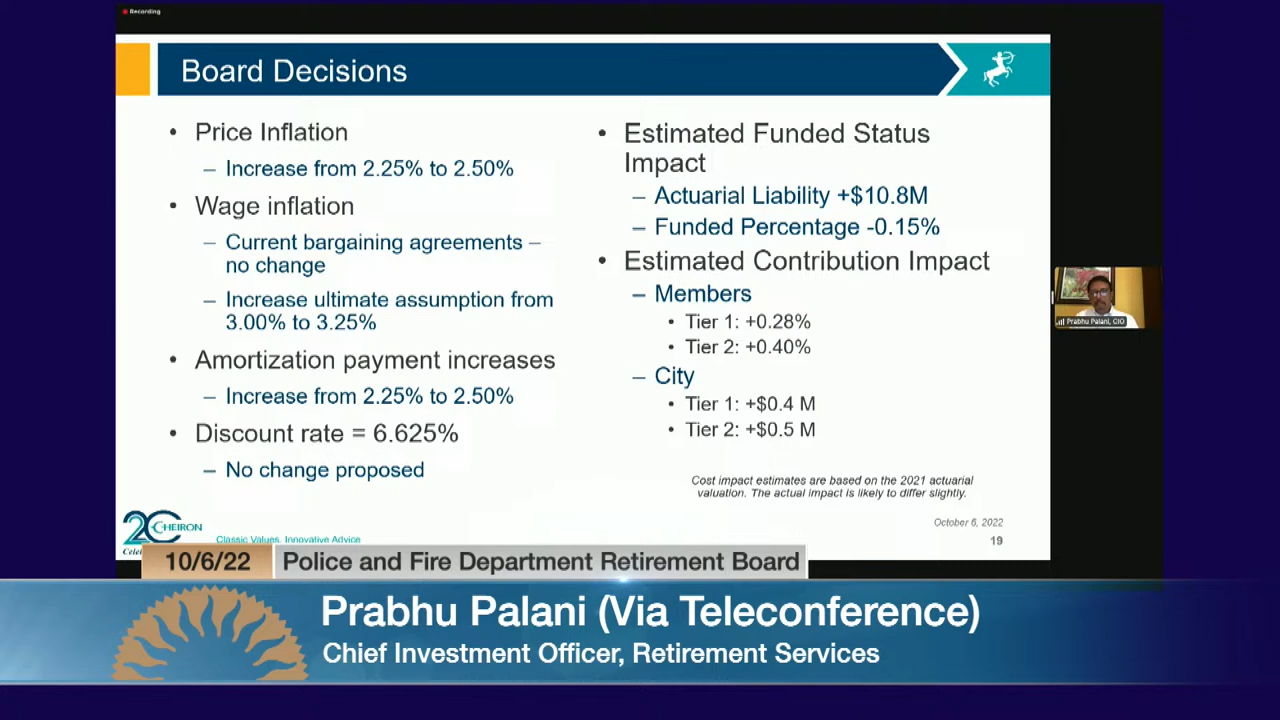 Recording
Board Decisions
• Price Inflation
– Increase from 2.25% to 2.50%
• Wage inflation
– Current bargaining agreements –
no change
– Increase ultimate assumption from
3.00% to 3.25%
• Amortization payment increases
– Increase from 2.25% to 2.50%
• Discount rate = 6.625%
– No change proposed
• Estimated Funded Status
Impact
– Actuarial Liability +$10.8M
– Funded Percentage -0.15%
• Estimated Contribution Impact
– Members
• Tier 1: +0.28%
• Tier 2: +0.40%
– City
• Tier 1: +$0.4 M
• Tier 2: +$0.5 M
Cost impact estimates are based on the 2021 actuarial
valuation. The actual impact is likely to differ slightly.
October 6, 2022
19
Prabhu Palani, CIO
20 CHEIRON
Classic Values, Innovative Advice
10/6/22 Police and Fire Department Retirement Board
Prabhu Palani (Via Teleconference)
Chief Investment Officer, Retirement Services